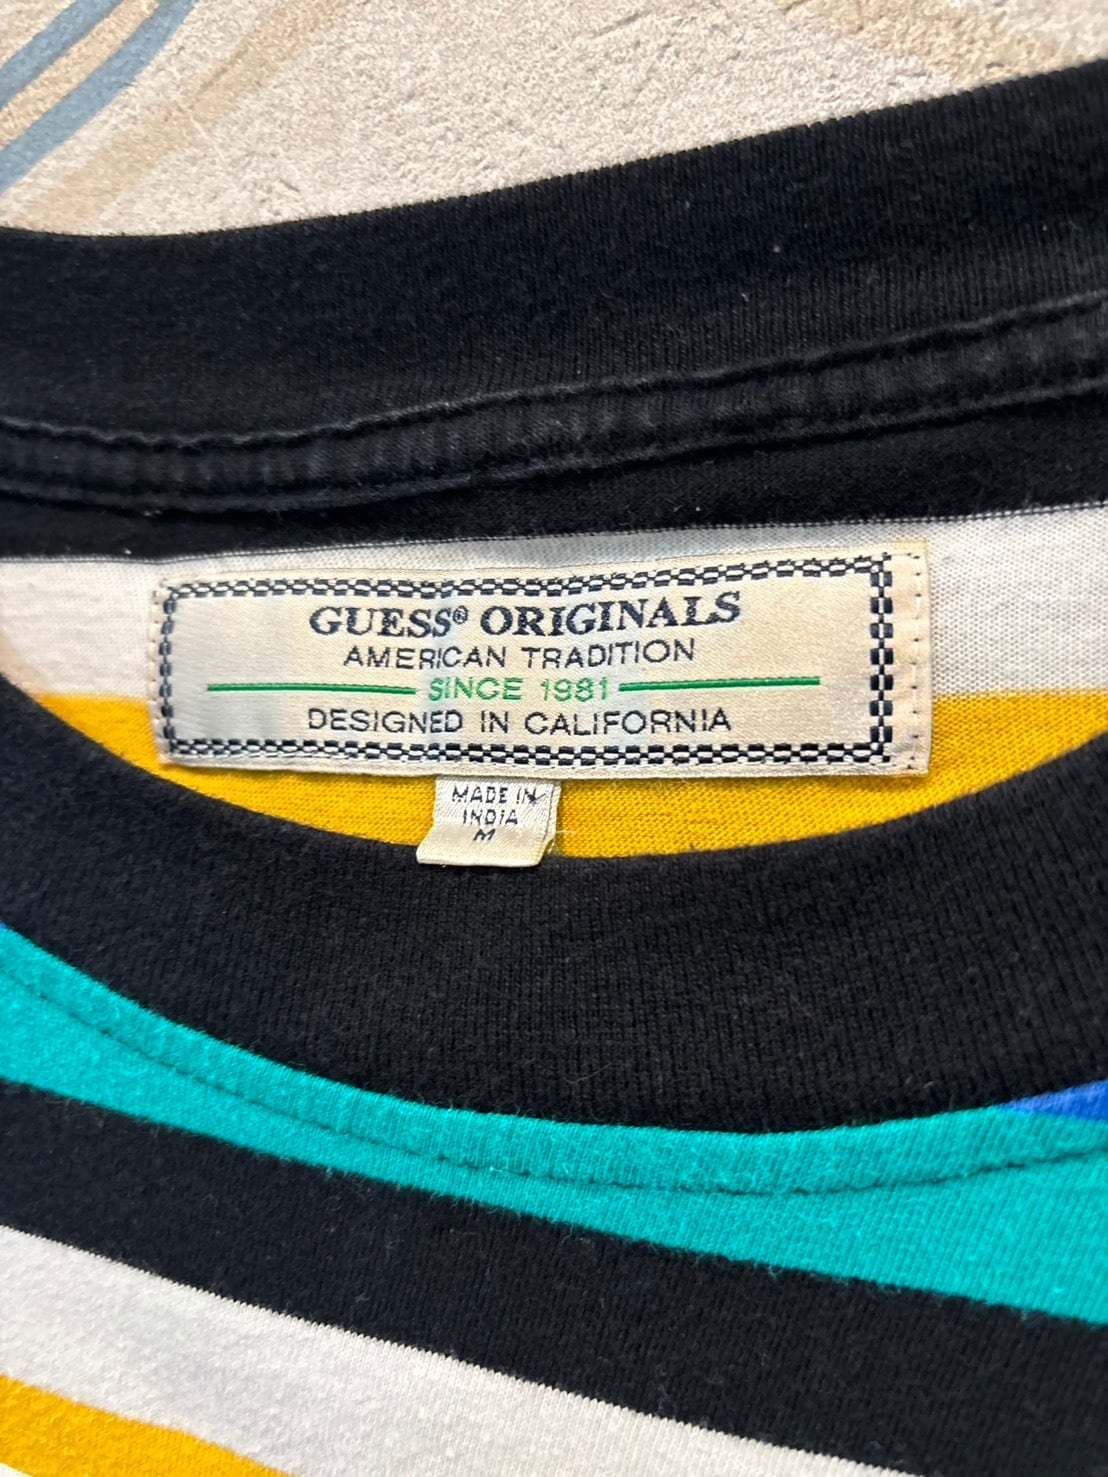 GUESS® ORIGINALS
AMERICAN TRADITION
SINCE 1981
DESIGNED IN CALIFORNIA
MADE IN
INDIA
M